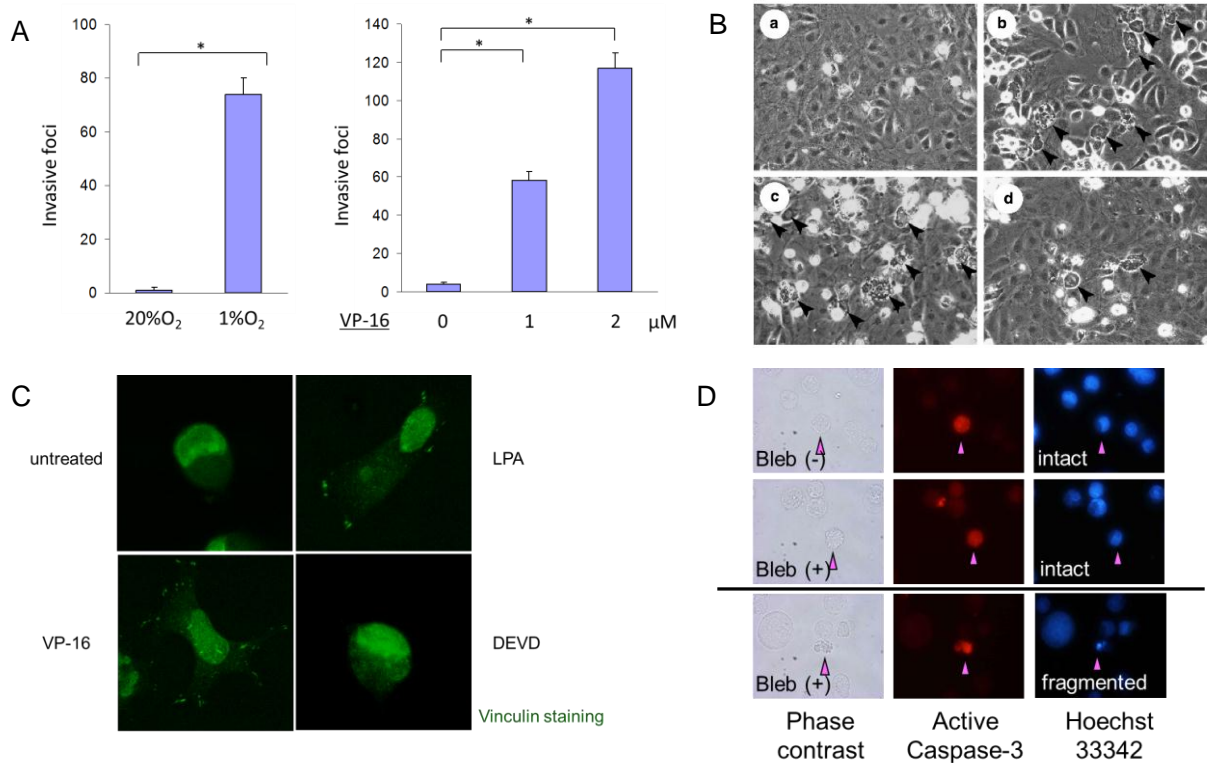 A
100
80
60
40
20
0
Invasive foci
*
20%O₂
1%O₂
140
120
100
80
60
40
20
0
Invasive foci
*
*
VP-16
0
1
2
μM
B
a
b
c
d
C
untreated
LPA
VP-16
DEVD
Vinculin staining
D
Bleb (-)
intact
Bleb (+)
intact
Bleb (+)
fragmented
Phase
contrast
Active
Caspase-3
Hoechst
33342